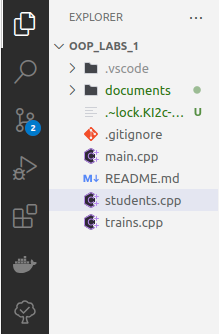 EXPLORER
OOP_LABS_1
.vscode
documents
.~lock.KI2c-... U
.gitignore
main.cpp
M↓ README.md
students.cpp
trains.cpp
2